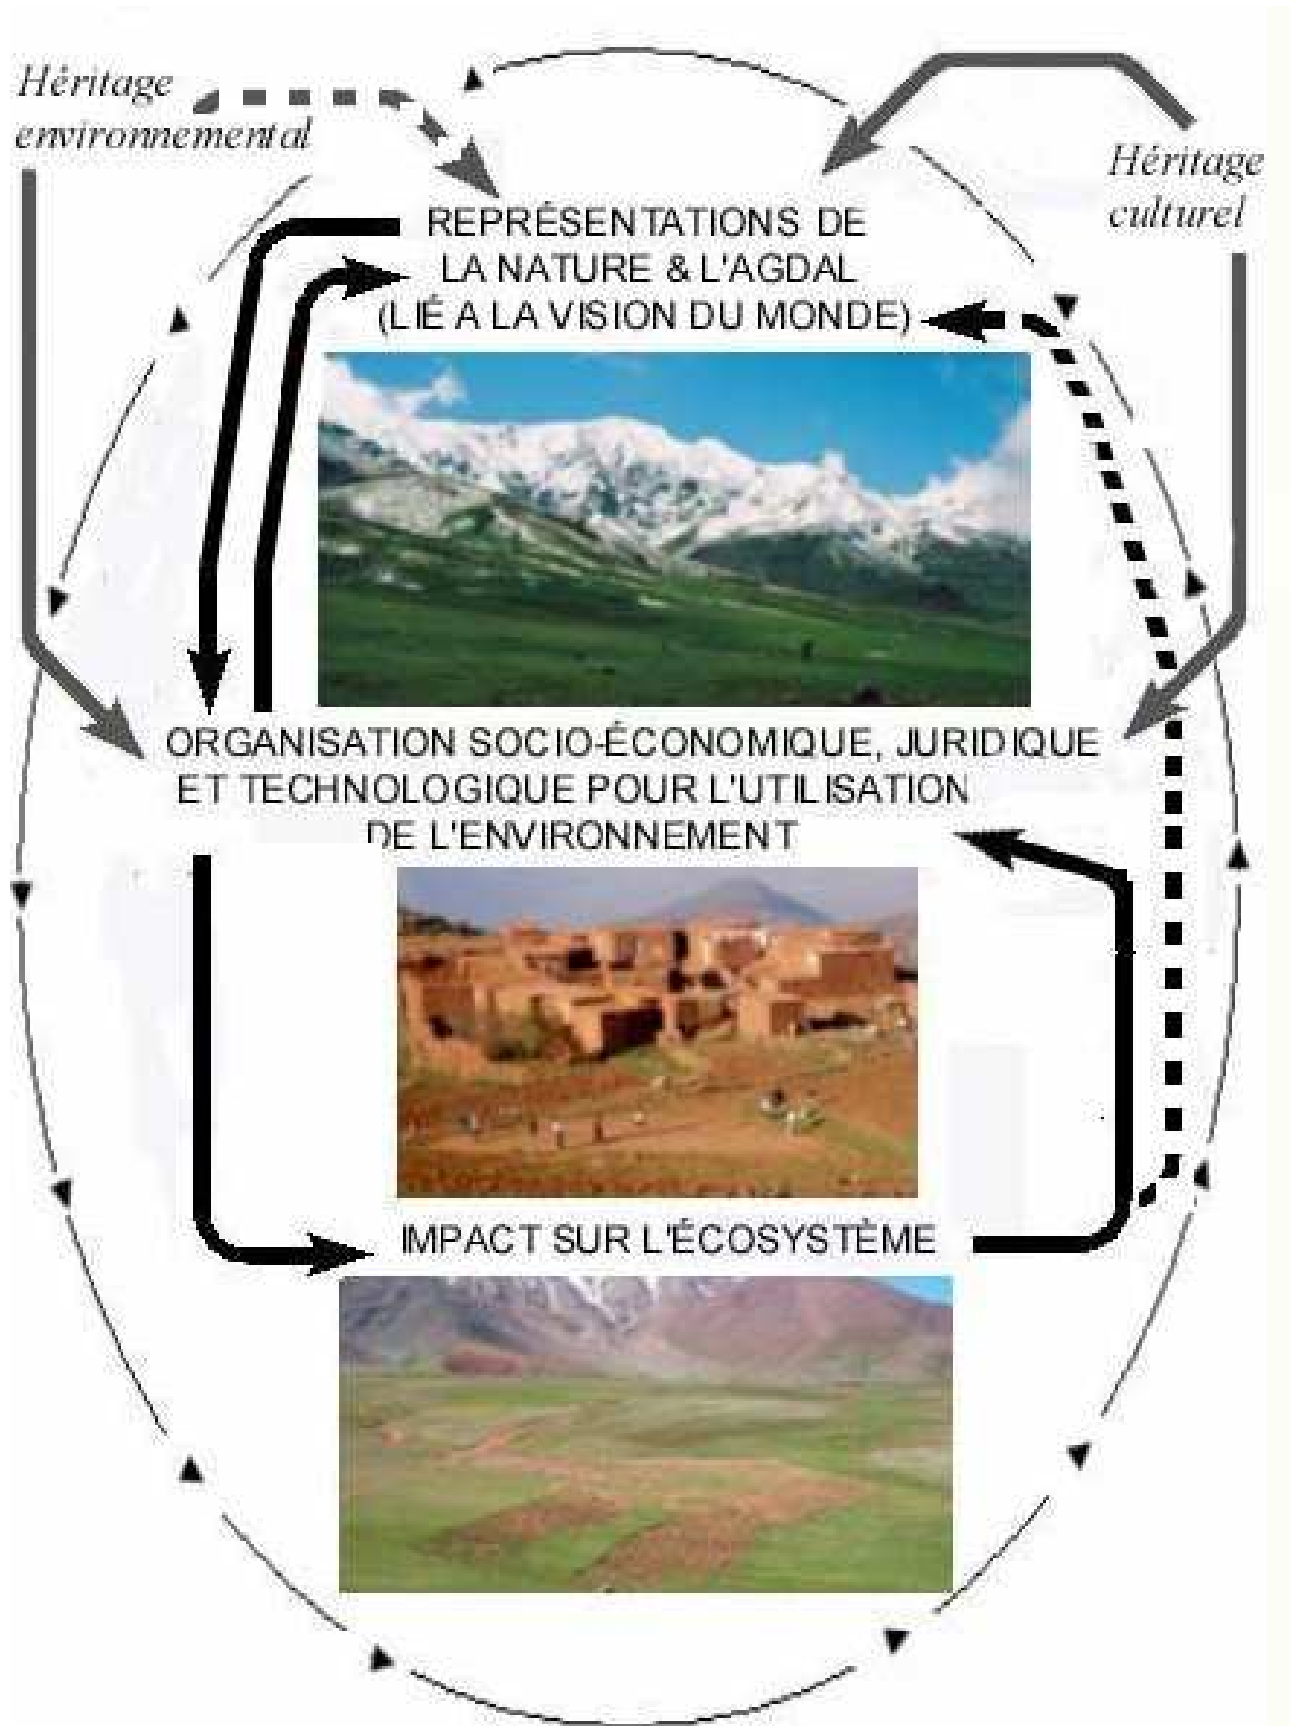 Héritage
environnemental
Héritage
culturel
REPRÉSENTATIONS DE
LA NATURE & L'AGDAL
(LIÉ A LA VISION DU MONDE)
ORGANISATION SOCIO-ÉCONOMIQUE, JURIDIQUE
ET TECHNOLOGIQUE POUR L'UTILISATION
DE L'ENVIRONNEMENT
IMPACT SUR L'ÉCOSYSTÈME